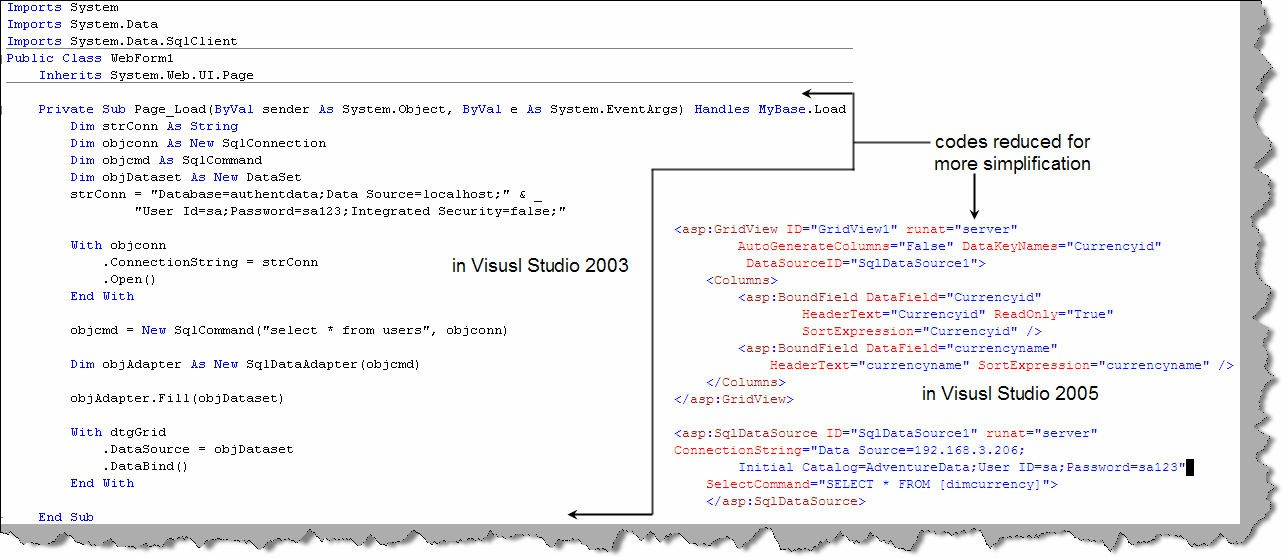 Imports System
Imports System.Data
Imports System.Data.SqlClient
Public Class WebForm1
    Inherits System.Web.UI.Page
    Private Sub Page_Load(ByVal sender As System.Object, ByVal e As System.EventArgs) Handles MyBase.Load
        Dim strConn As String
        Dim objconn As New SqlConnection
        Dim objcmd As SqlCommand
        Dim objDataset As New DataSet
        strConn = "Database=authentdata;Data Source=localhost;" & _
                "User Id=sa;Password=sa123;Integrated Security=false;"
        With objconn
            .ConnectionString = strConn
            .Open()
        End With
        objcmd = New SqlCommand("select * from users", objconn)
        Dim objAdapter As New SqlDataAdapter(objcmd)
        objAdapter.Fill(objDataset)
        With dtgGrid
            .DataSource = objDataset
            .DataBind()
        End With
    End Sub
in Visusl Studio 2003
codes reduced for
more simplification
<asp:GridView ID="GridView1" runat="server"
        AutoGenerateColumns="False" DataKeyNames="Currencyid"
         DataSourceID="SqlDataSource1">
    <Columns>
        <asp:BoundField DataField="Currencyid"
                HeaderText="Currencyid" ReadOnly="True"
                SortExpression="Currencyid" />
        <asp:BoundField DataField="currencyname"
            HeaderText="currencyname" SortExpression="currencyname" />
    </Columns>
</asp:GridView>
in Visusl Studio 2005
<asp:SqlDataSource ID="SqlDataSource1" runat="server"
ConnectionString="Data Source=192.168.3.206;
        Initial Catalog=AdventureData;User ID=sa;Password=sa123"
    SelectCommand="SELECT * FROM [dimcurrency]">
    </asp:SqlDataSource>